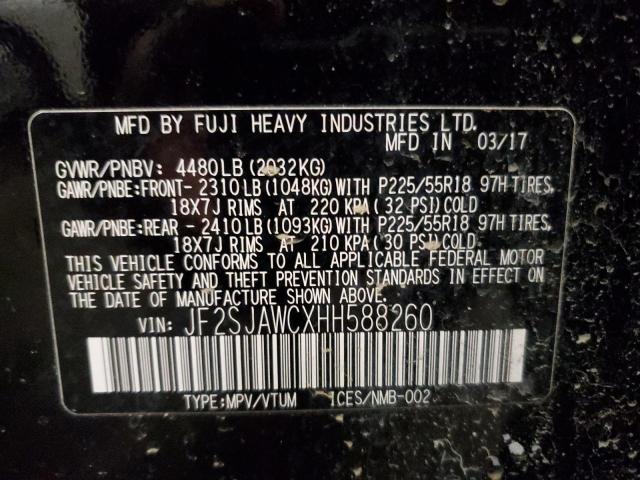 MFD BY FUJI HEAVY INDUSTRIES LTD.
MFD IN 03/17
GVWR/PNBV: 4480LB (2032KG)
GAWR/PNBE:FRONT- 2310LB (1048KG) WITH P225/55R18 97H TIRES,
18X7J RIMS AT 220 KPA ( 32 PSI) COLD
GAWR/PNBE:REAR - 2410LB (1093KG) WITH P225/55R18 97H TIRES,
18X7J RIMS AT 210 KPA ( 30 PSI) COLD.
THIS VEHICLE CONFORMS TO ALL APPLICABLE FEDERAL MOTOR
VEHICLE SAFETY AND THEFT PREVENTION STANDARDS IN EFFECT ON
THE DATE OF MANUFACTURE SHOWN ABOVE.
VIN: JF2SJAWCXHH588260
TYPE:MPV/VTUM ICES/NMB-002